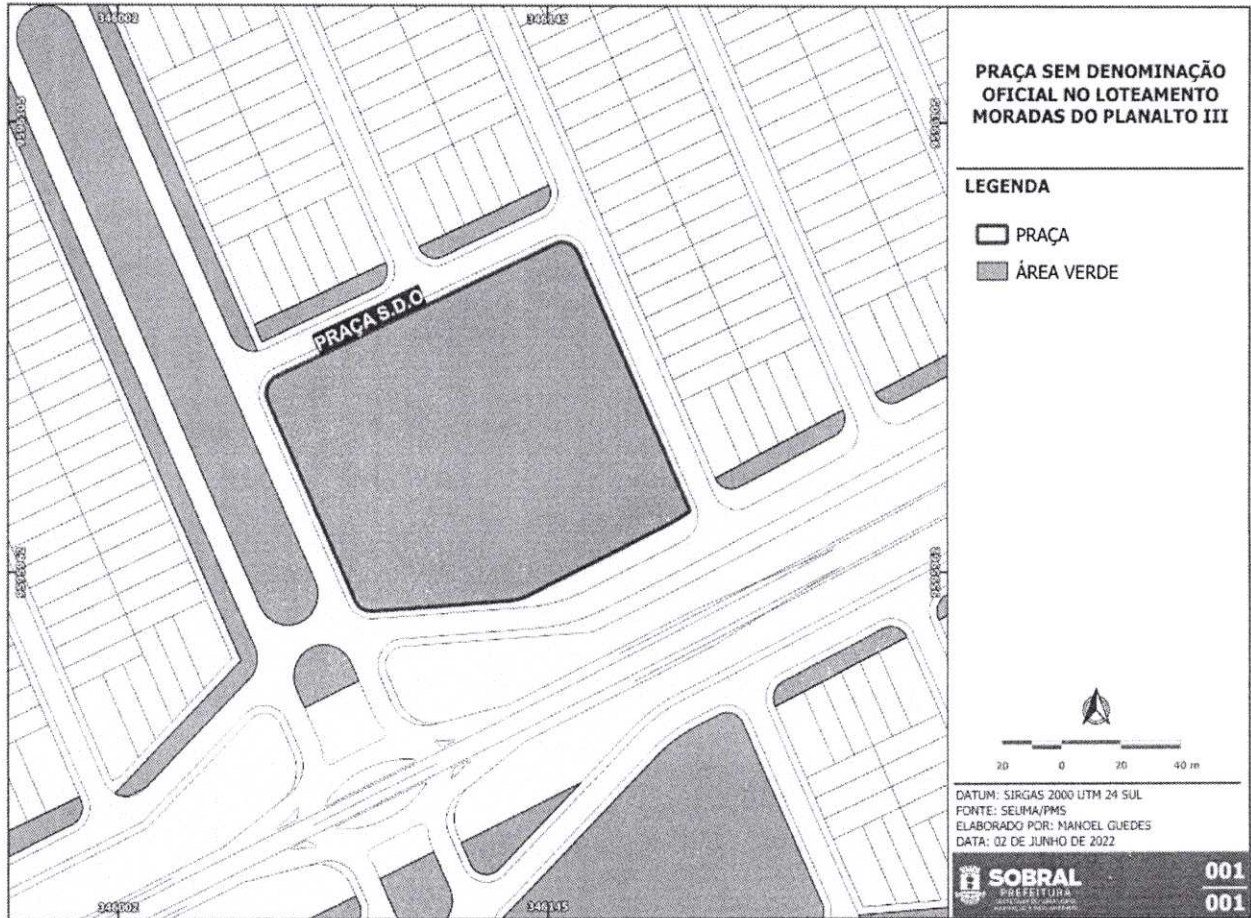 346002
346145
PRAÇA SEM DENOMINAÇÃO
OFICIAL NO LOTEAMENTO
MORADAS DO PLANALTO III
LEGENDA
PRAÇA
ÁREA VERDE
PRAÇA S.D.O
20 0 20 40 m
DATUM: SIRGAS 2000 UTM 24 SUL
FONTE: SEUMA/PMS
ELABORADO POR: MANOEL GUEDES
DATA: 02 DE JUNHO DE 2022
SOBRAL
PREFEITURA
001
001
346002
346145